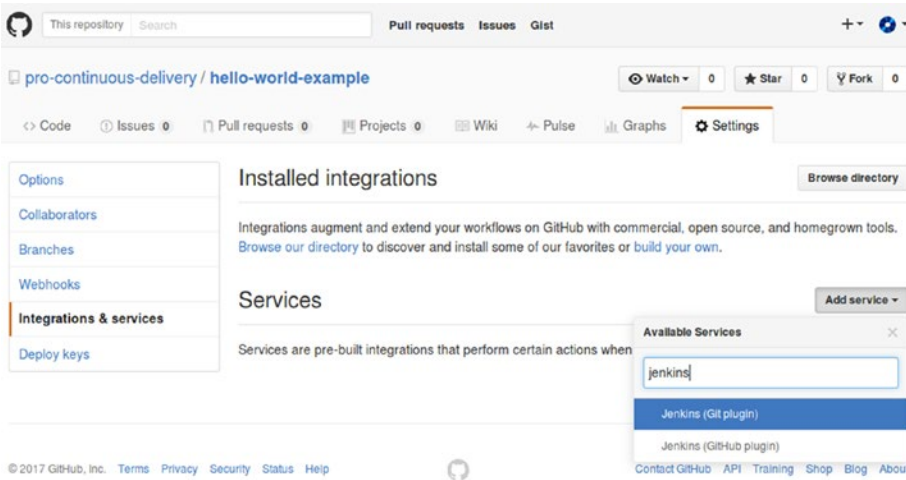 This repository Search Pull requests Issues Gist
pro-continuous-delivery / hello-world-example
Watch 0 Star 0 Fork 0
Code Issues 0 Pull requests 0 Projects 0 Wiki Pulse Graphs Settings
Options
Collaborators
Branches
Webhooks
Integrations & services
Deploy keys
Installed integrations
Browse directory
Integrations augment and extend your workflows on GitHub with commercial, open source, and homegrown tools.
Browse our directory to discover and install some of our favorites or build your own.
Services
Add service
Services are pre-built integrations that perform certain actions when
Available Services
jenkins
Jenkins (Git plugin)
Jenkins (GitHub plugin)
© 2017 GitHub, Inc. Terms Privacy Security Status Help
Contact GitHub API Training Shop Blog Abou